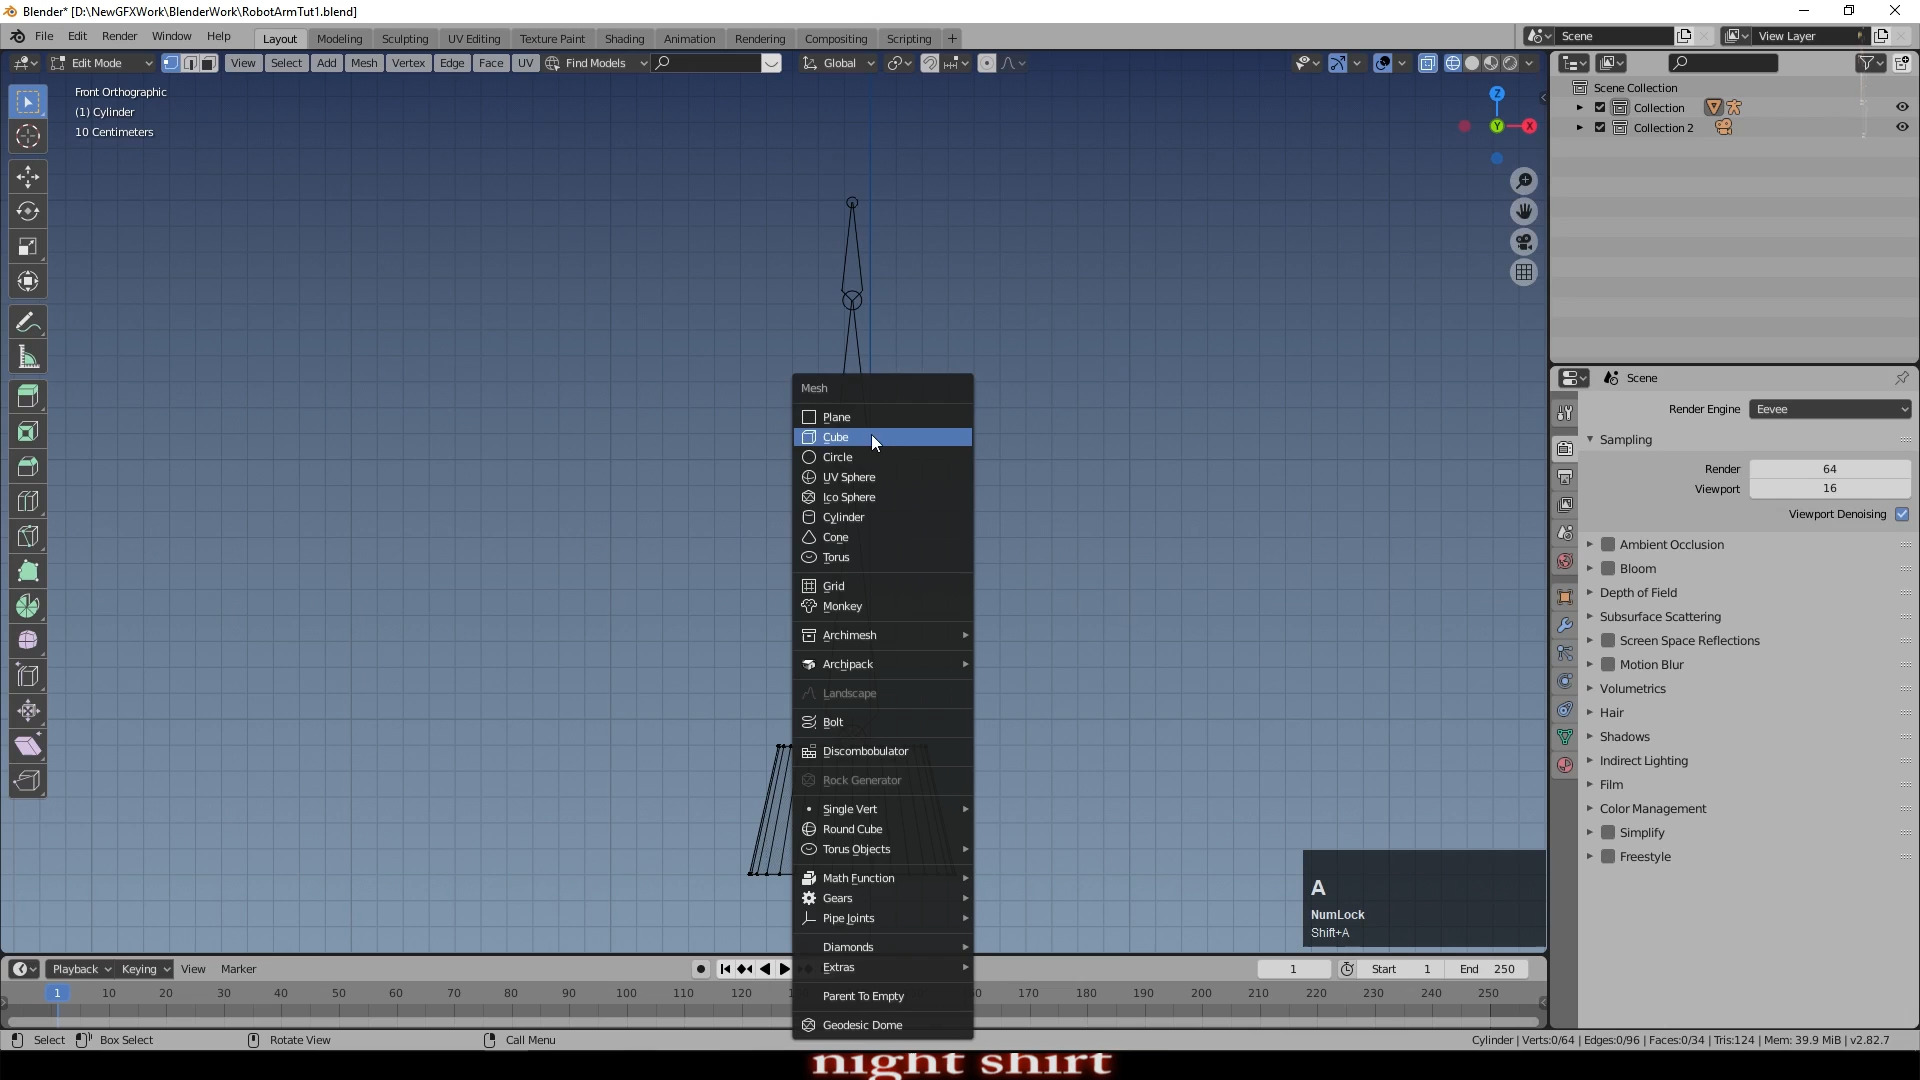 Blender* [D:\NewGFXWork\BlenderWork\RobotArmTut1.blend]
File Edit Render Window Help Layout Modeling Sculpting UV Editing Texture Paint Shading Animation Rendering Compositing Scripting + Scene View Layer
Edit Mode View Select Add Mesh Vertex Edge Face UV Find Models Global
Front Orthographic
(1) Cylinder
10 Centimeters
Z
Y
X
Scene Collection
Collection
Collection 2
Mesh
Plane
Cube
Circle
UV Sphere
Ico Sphere
Cylinder
Cone
Torus
Grid
Monkey
Archimesh
Archipack
Landscape
Bolt
Discombobulator
Rock Generator
Single Vert
Round Cube
Torus Objects
Math Function
Gears
Pipe Joints
Diamonds
Extras
Parent To Empty
Geodesic Dome
A
NumLock
Shift+A
Scene
Render Engine Eevee
Sampling
Render 64
Viewport 16
Viewport Denoising
Ambient Occlusion
Bloom
Depth of Field
Subsurface Scattering
Screen Space Reflections
Motion Blur
Volumetrics
Hair
Shadows
Indirect Lighting
Film
Color Management
Simplify
Freestyle
Playback Keying View Marker 1 Start 1 End 250
1 10 20 30 40 50 60 70 80 90 100 110 120 170 180 190 200 210 220 230 240 250
Select Box Select Rotate View Call Menu Cylinder | Verts:0/64 | Edges:0/96 | Faces:0/34 | Tris:124 | Mem: 39.9 MiB | v2.82.7
night shirt